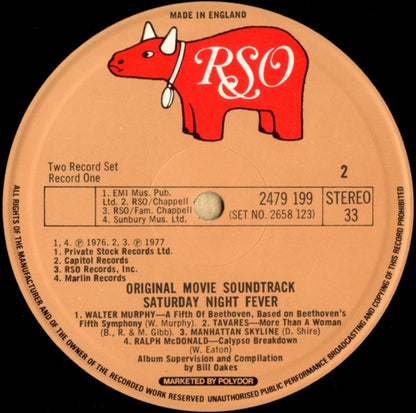 MADE IN ENGLAND
RSO
Two Record Set
Record One
2
1. EMI Mus. Pub.
Ltd. 2. RSO/Chappell
3. RSO/Fam. Chappell
4. Sunbury Mus. Ltd.
2479 199
(SET NO. 2658 123)
STEREO
33
1, 4. ℗ 1976. 2, 3. ℗ 1977
1. Private Stock Records Ltd.
2. Capitol Records
3. RSO Records, Inc.
4. Marlin Records
ORIGINAL MOVIE SOUNDTRACK
SATURDAY NIGHT FEVER
1. WALTER MURPHY—A Fifth Of Beethoven, Based on Beethoven's
Fifth Symphony (W. Murphy). 2. TAVARES—More Than A Woman
(B., R. & M. Gibb). 3. MANHATTAN SKYLINE (D. Shire)
4. RALPH McDONALD—Calypso Breakdown
(W. Eaton)
Album Supervision and Compilation
by Bill Oakes
MARKETED BY POLYDOR
ALL RIGHTS OF THE MANUFACTURER AND OF THE OWNER OF THE RECORDED WORK RESERVED UNAUTHORISED PUBLIC PERFORMANCE BROADCASTING AND COPYING OF THIS RECORD PROHIBITED